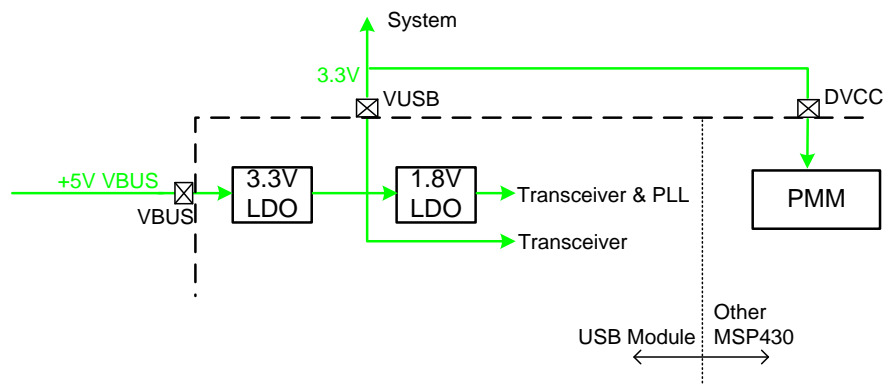 System
3.3V
VUSB
DVCC
+5V VBUS
VBUS
3.3V
LDO
1.8V
LDO
Transceiver & PLL
Transceiver
PMM
USB Module
Other
MSP430